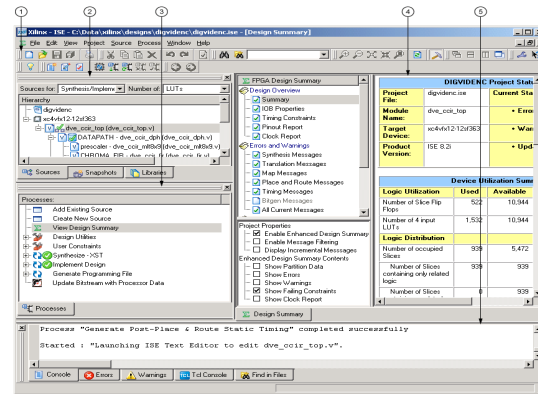 1
2
3
4
5
Xilinx - ISE - C:\Data\xilinx\designs\digvidenc\digvidenc.ise - [Design Summary]
File Edit View Project Source Process Window Help
Sources for: Synthesis/Implem Number of: LUTs
Hierarchy
digvidenc
xc4vfx12-12sf363
dve_ccir_top (dve_ccir_top.v)
DATAPATH - dve_ccir_dph (dve_ccir_dph.v)
prescaler - dve_ccir_mlt8x9 (dve_ccir_mlt8x9
Sources Snapshots Libraries
Processes:
Add Existing Source
Create New Source
View Design Summary
Design Utilities
User Constraints
Synthesize - XST
Implement Design
Generate Programming File
Update Bitstream with Processor Data
Processes
FPGA Design Summary
Design Overview
Summary
IOB Properties
Timing Constraints
Pinout Report
Clock Report
Errors and Warnings
Synthesis Messages
Translation Messages
Map Messages
Place and Route Messages
Timing Messages
Bitgen Messages
All Current Messages
Project Properties
Enable Enhanced Design Summary
Enable Message Filtering
Display Incremental Messages
Enhanced Design Summary Contents
Show Partition Data
Show Errors
Show Warnings
Show Failing Constraints
Show Clock Report
Design Summary
DIGVIDENC Project Stat
Project File: digvidenc.ise Current Sta
Module Name: dve_ccir_top • Erro
Target Device: xc4vfx12-12sf363 • War
Product Version: ISE 8.2i • Upd
Device Utilization Summ
Logic Utilization Used Available
Number of Slice Flip Flops 522 10,944
Number of 4 input LUTs 1,532 10,944
Logic Distribution
Number of occupied Slices 939 5,472
Number of Slices containing only related logic 939 939
Number of Slices 0 939
Process "Generate Post-Place & Route Static Timing" completed successfully
Started : "Launching ISE Text Editor to edit dve_ccir_top.v".
Console Errors Warnings Tcl Console Find in Files